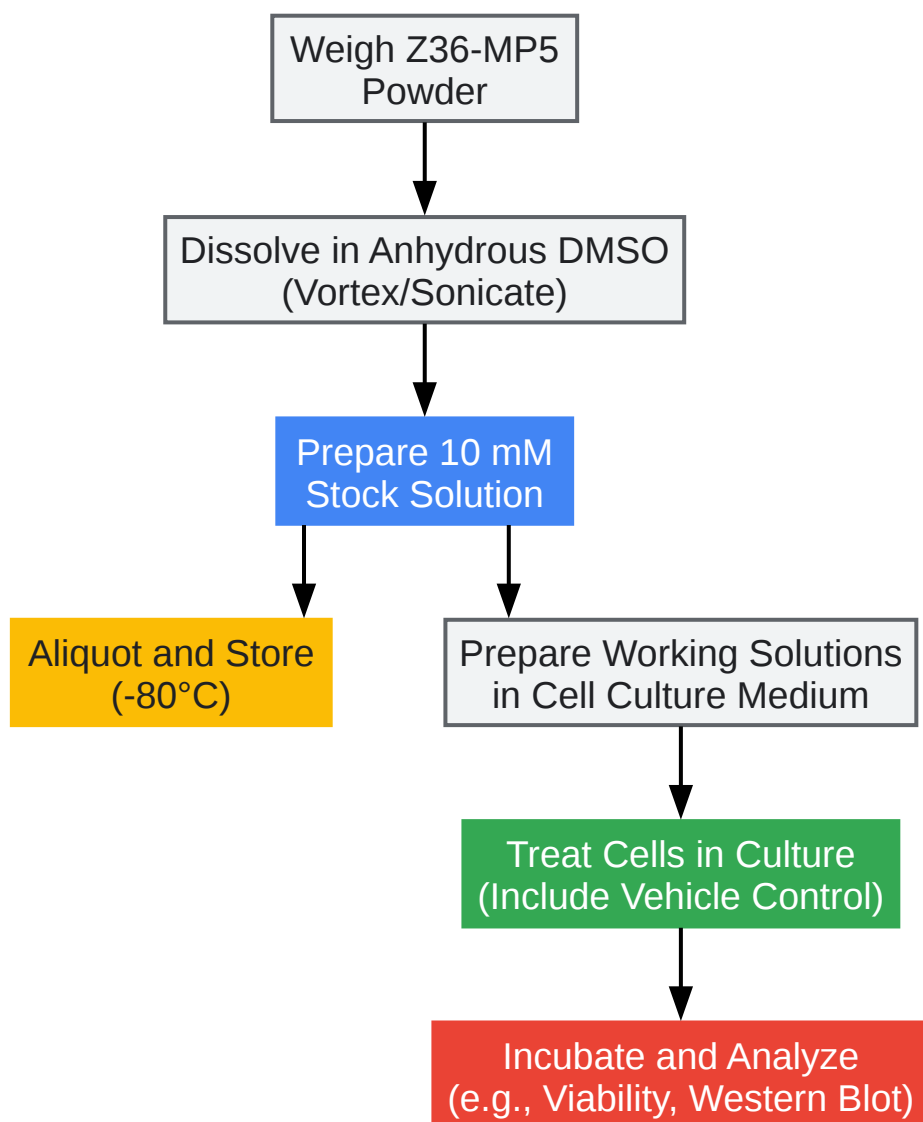 Weigh Z36-MP5
Powder
Dissolve in Anhydrous DMSO
(Vortex/Sonicate)
Prepare 10 mM
Stock Solution
Aliquot and Store
(-80°C)
Prepare Working Solutions
in Cell Culture Medium
Treat Cells in Culture
(Include Vehicle Control)
Incubate and Analyze
(e.g., Viability, Western Blot)